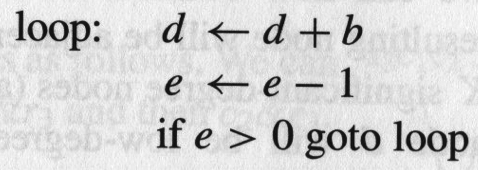 loop: d ← d + b
e ← e − 1
if e > 0 goto loop